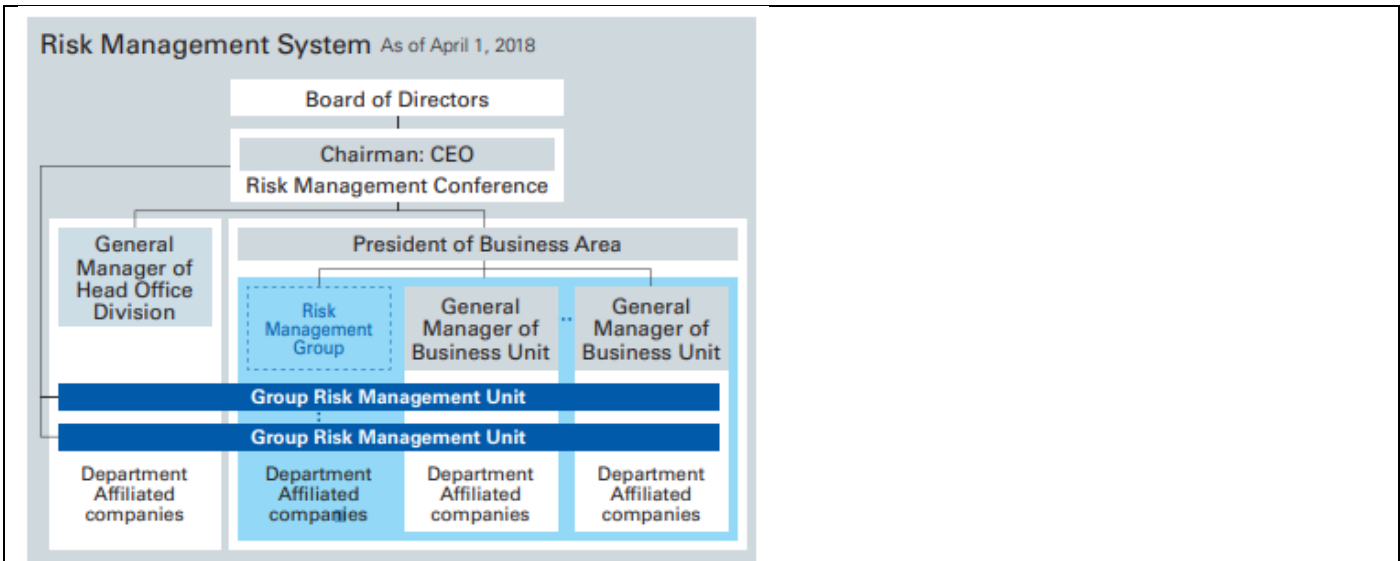 Risk Management System As of April 1, 2018
Board of Directors
Chairman: CEO
Risk Management Conference
General
Manager of
Head Office
Division
President of Business Area
Risk
Management
Group
General
Manager of
Business Unit
..
General
Manager of
Business Unit
Group Risk Management Unit
Group Risk Management Unit
Department
Affiliated
companies
Department
Affiliated
companies
Department
Affiliated
companies
Department
Affiliated
companies